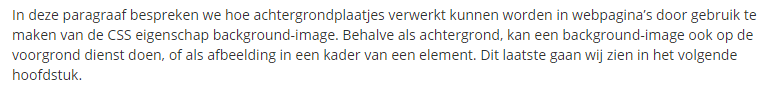 In deze paragraaf bespreken we hoe achtergrondplaatjes verwerkt kunnen worden in webpagina’s door gebruik te
maken van de CSS eigenschap background-image. Behalve als achtergrond, kan een background-image ook op de
voorgrond dienst doen, of als afbeelding in een kader van een element. Dit laatste gaan wij zien in het volgende
hoofdstuk.